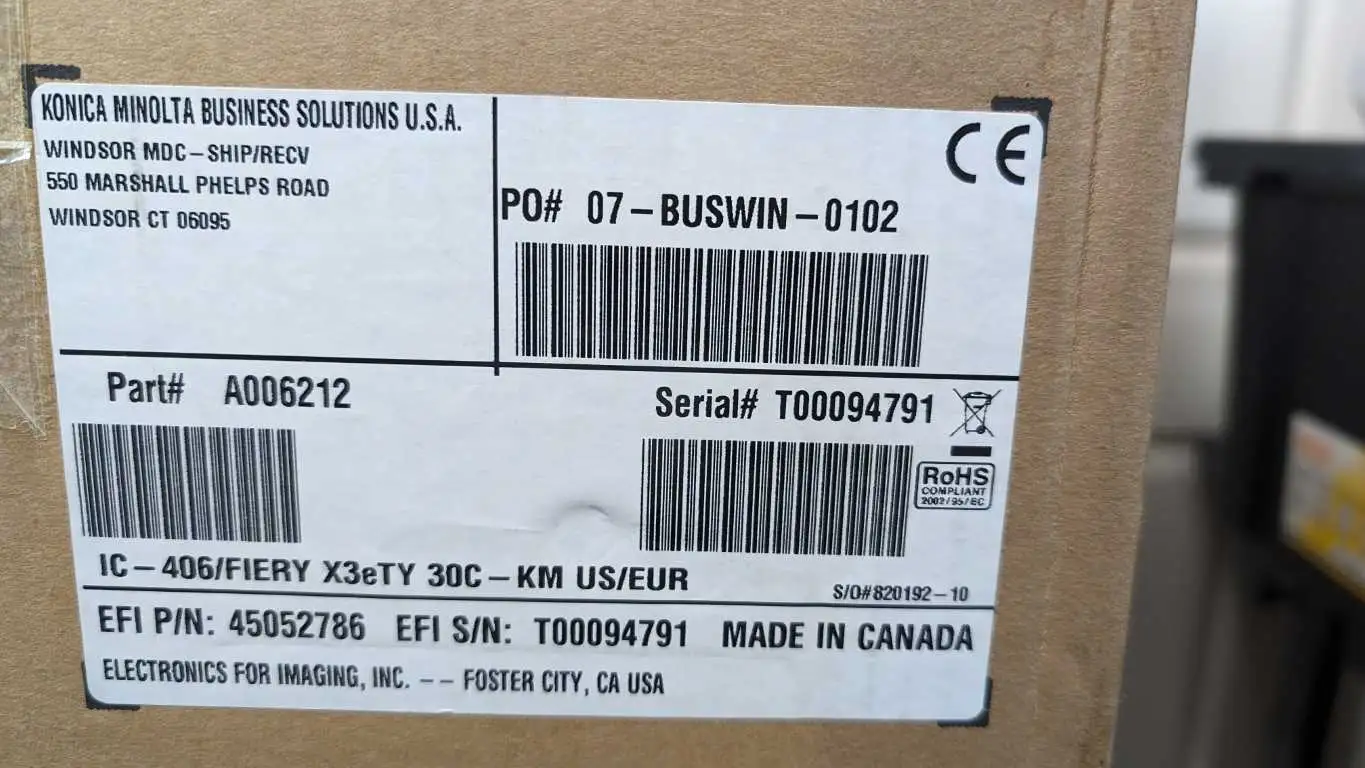 KONICA MINOLTA BUSINESS SOLUTIONS U.S.A.
WINDSOR MDC-SHIP/RECV
550 MARSHALL PHELPS ROAD
WINDSOR CT 06095
CE
PO# 07-BUSWIN-0102
Part# A006212
Serial# T00094791
RoHS
COMPLIANT
2002/95/EC
IC-406/FIERY X3eTY 30C-KM US/EUR
S/O#820192-10
EFI P/N: 45052786 EFI S/N: T00094791 MADE IN CANADA
ELECTRONICS FOR IMAGING, INC. -- FOSTER CITY, CA USA